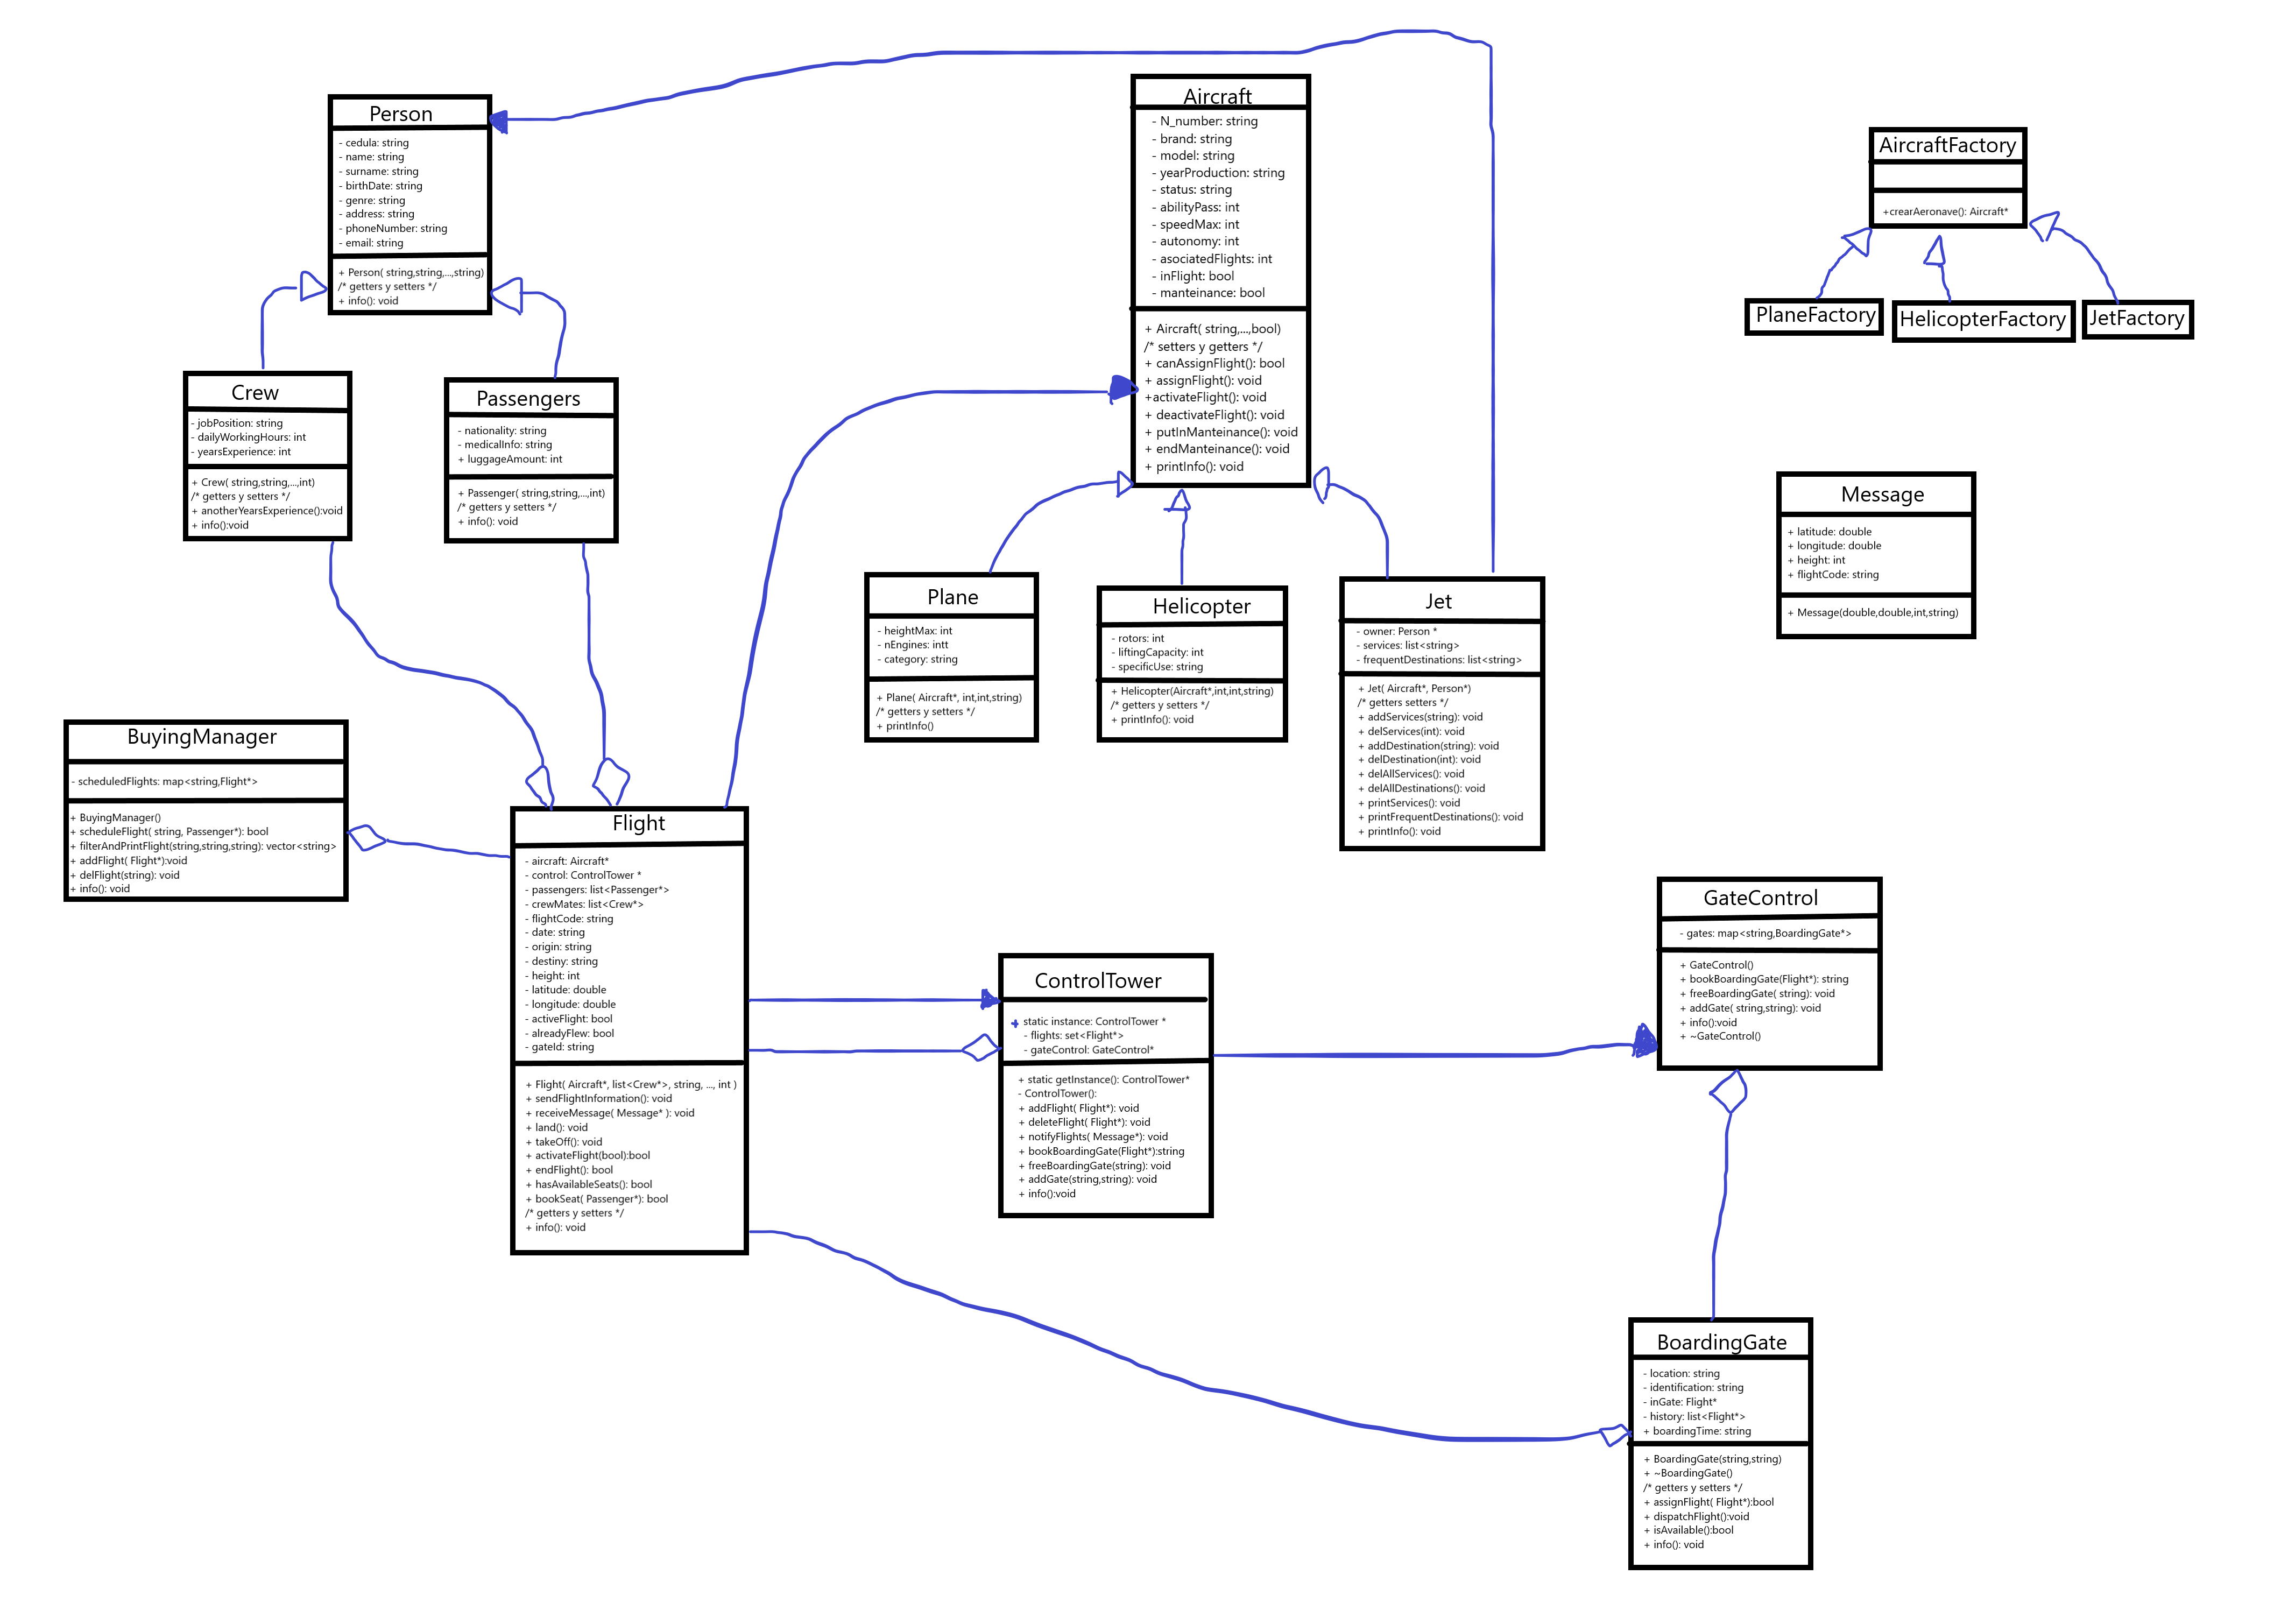 Person
- cedula: string
- name: string
- surname: string
- birthDate: string
- genre: string
- address: string
- phoneNumber: string
- email: string
+ Person( string,string,...,string)
/* getters y setters */
+ info(): void
Aircraft
- N_number: string
- brand: string
- model: string
- yearProduction: string
- status: string
- abilityPass: int
- speedMax: int
- autonomy: int
- asociatedFlights: int
- inFlight: bool
- manteinance: bool
+ Aircraft( string,...,bool)
/* setters y getters */
+ canAssignFlight(): bool
+ assignFlight(): void
+activateFlight(): void
+ deactivateFlight(): void
+ putInManteinance(): void
+ endManteinance(): void
+ printInfo(): void
AircraftFactory
+crearAeronave(): Aircraft*
PlaneFactory
HelicopterFactory
JetFactory
Crew
- jobPosition: string
- dailyWorkingHours: int
- yearsExperience: int
+ Crew( string,string,...,int)
/* getters y setters */
+ anotherYearsExperience():void
+ info():void
Passengers
- nationality: string
- medicalInfo: string
+ luggageAmount: int
+ Passenger( string,string,...,int)
/* getters y setters */
+ info(): void
Message
+ latitude: double
+ longitude: double
+ height: int
+ flightCode: string
+ Message(double,double,int,string)
Plane
- heightMax: int
- nEngines: intt
- category: string
+ Plane( Aircraft*, int,int,string)
/* getters y setters */
+ printInfo()
Helicopter
- rotors: int
- liftingCapacity: int
- specificUse: string
+ Helicopter(Aircraft*,int,int,string)
/* getters y setters */
+ printInfo(): void
Jet
- owner: Person *
- services: list<string>
- frequentDestinations: list<string>
+ Jet( Aircraft*, Person*)
/* getters setters */
+ addServices(string): void
+ delServices(int): void
+ addDestination(string): void
+ delDestination(int): void
+ delAllServices(): void
+ delAllDestinations(): void
+ printServices(): void
+ printFrequentDestinations(): void
+ printInfo(): void
BuyingManager
- scheduledFlights: map<string,Flight*>
+ BuyingManager()
+ scheduleFlight( string, Passenger*): bool
+ filterAndPrintFlight(string,string,string): vector<string>
+ addFlight( Flight*):void
+ delFlight(string): void
+ info(): void
Flight
- aircraft: Aircraft*
- control: ControlTower *
- passengers: list<Passenger*>
- crewMates: list<Crew*>
- flightCode: string
- date: string
- origin: string
- destiny: string
- height: int
- latitude: double
- longitude: double
- activeFlight: bool
- alreadyFlew: bool
- gateId: string
+ Flight( Aircraft*, list<Crew*>, string, ..., int )
+ sendFlightInformation(): void
+ receiveMessage( Message* ): void
+ land(): void
+ takeOff(): void
+ activateFlight(bool):bool
+ endFlight(): bool
+ hasAvailableSeats(): bool
+ bookSeat( Passenger*): bool
/* getters y setters */
+ info(): void
ControlTower
+ static instance: ControlTower *
- flights: set<Flight*>
- gateControl: GateControl*
+ static getInstance(): ControlTower*
- ControlTower():
+ addFlight( Flight*): void
+ deleteFlight( Flight*): void
+ notifyFlights( Message*): void
+ bookBoardingGate(Flight*):string
+ freeBoardingGate(string): void
+ addGate(string,string): void
+ info():void
GateControl
- gates: map<string,BoardingGate*>
+ GateControl()
+ bookBoardingGate(Flight*): string
+ freeBoardingGate( string): void
+ addGate( string,string): void
+ info():void
+ ~GateControl()
BoardingGate
- location: string
- identification: string
- inGate: Flight*
- history: list<Flight*>
+ boardingTime: string
+ BoardingGate(string,string)
+ ~BoardingGate()
/* getters y setters */
+ assignFlight( Flight*):bool
+ dispatchFlight():void
+ isAvailable():bool
+ info(): void